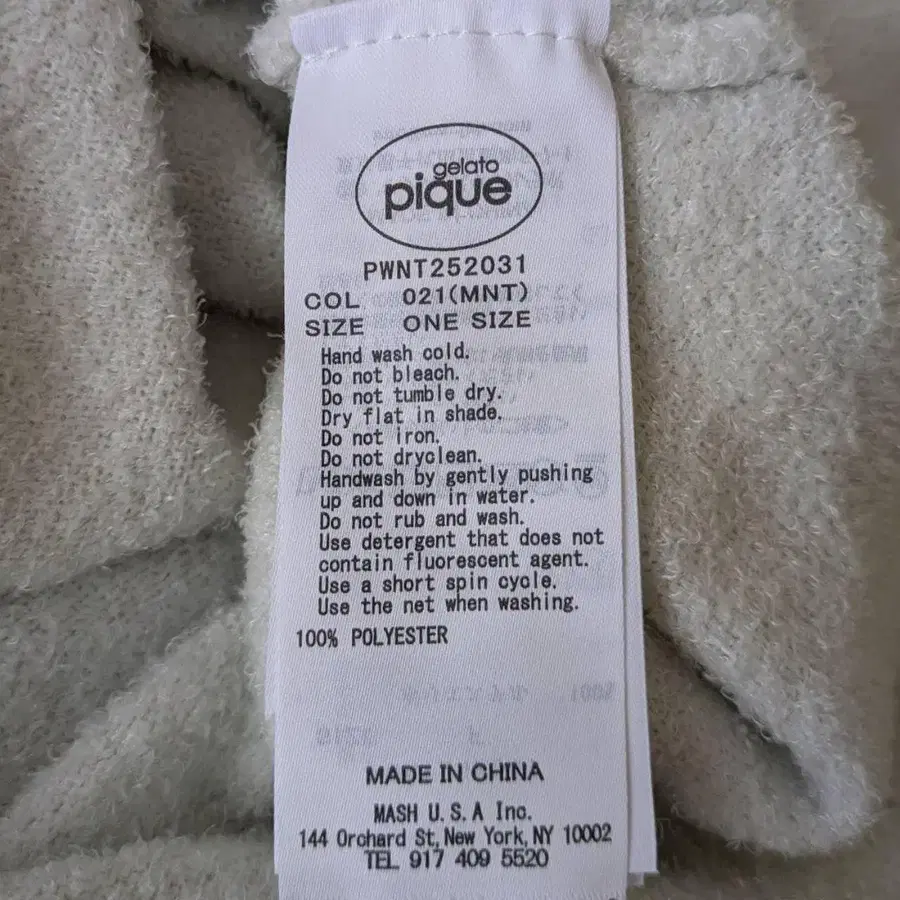 gelato
pique
PWNT252031
COL 021(MNT)
SIZE ONE SIZE
Hand wash cold.
Do not bleach.
Do not tumble dry.
Dry flat in shade.
Do not iron.
Do not dryclean.
Handwash by gently pushing
up and down in water.
Do not rub and wash.
Use detergent that does not
contain fluorescent agent.
Use a short spin cycle.
Use the net when washing.
100% POLYESTER
MADE IN CHINA
MASH U.S.A Inc.
144 Orchard St, New York, NY 10002
TEL 917 409 5520